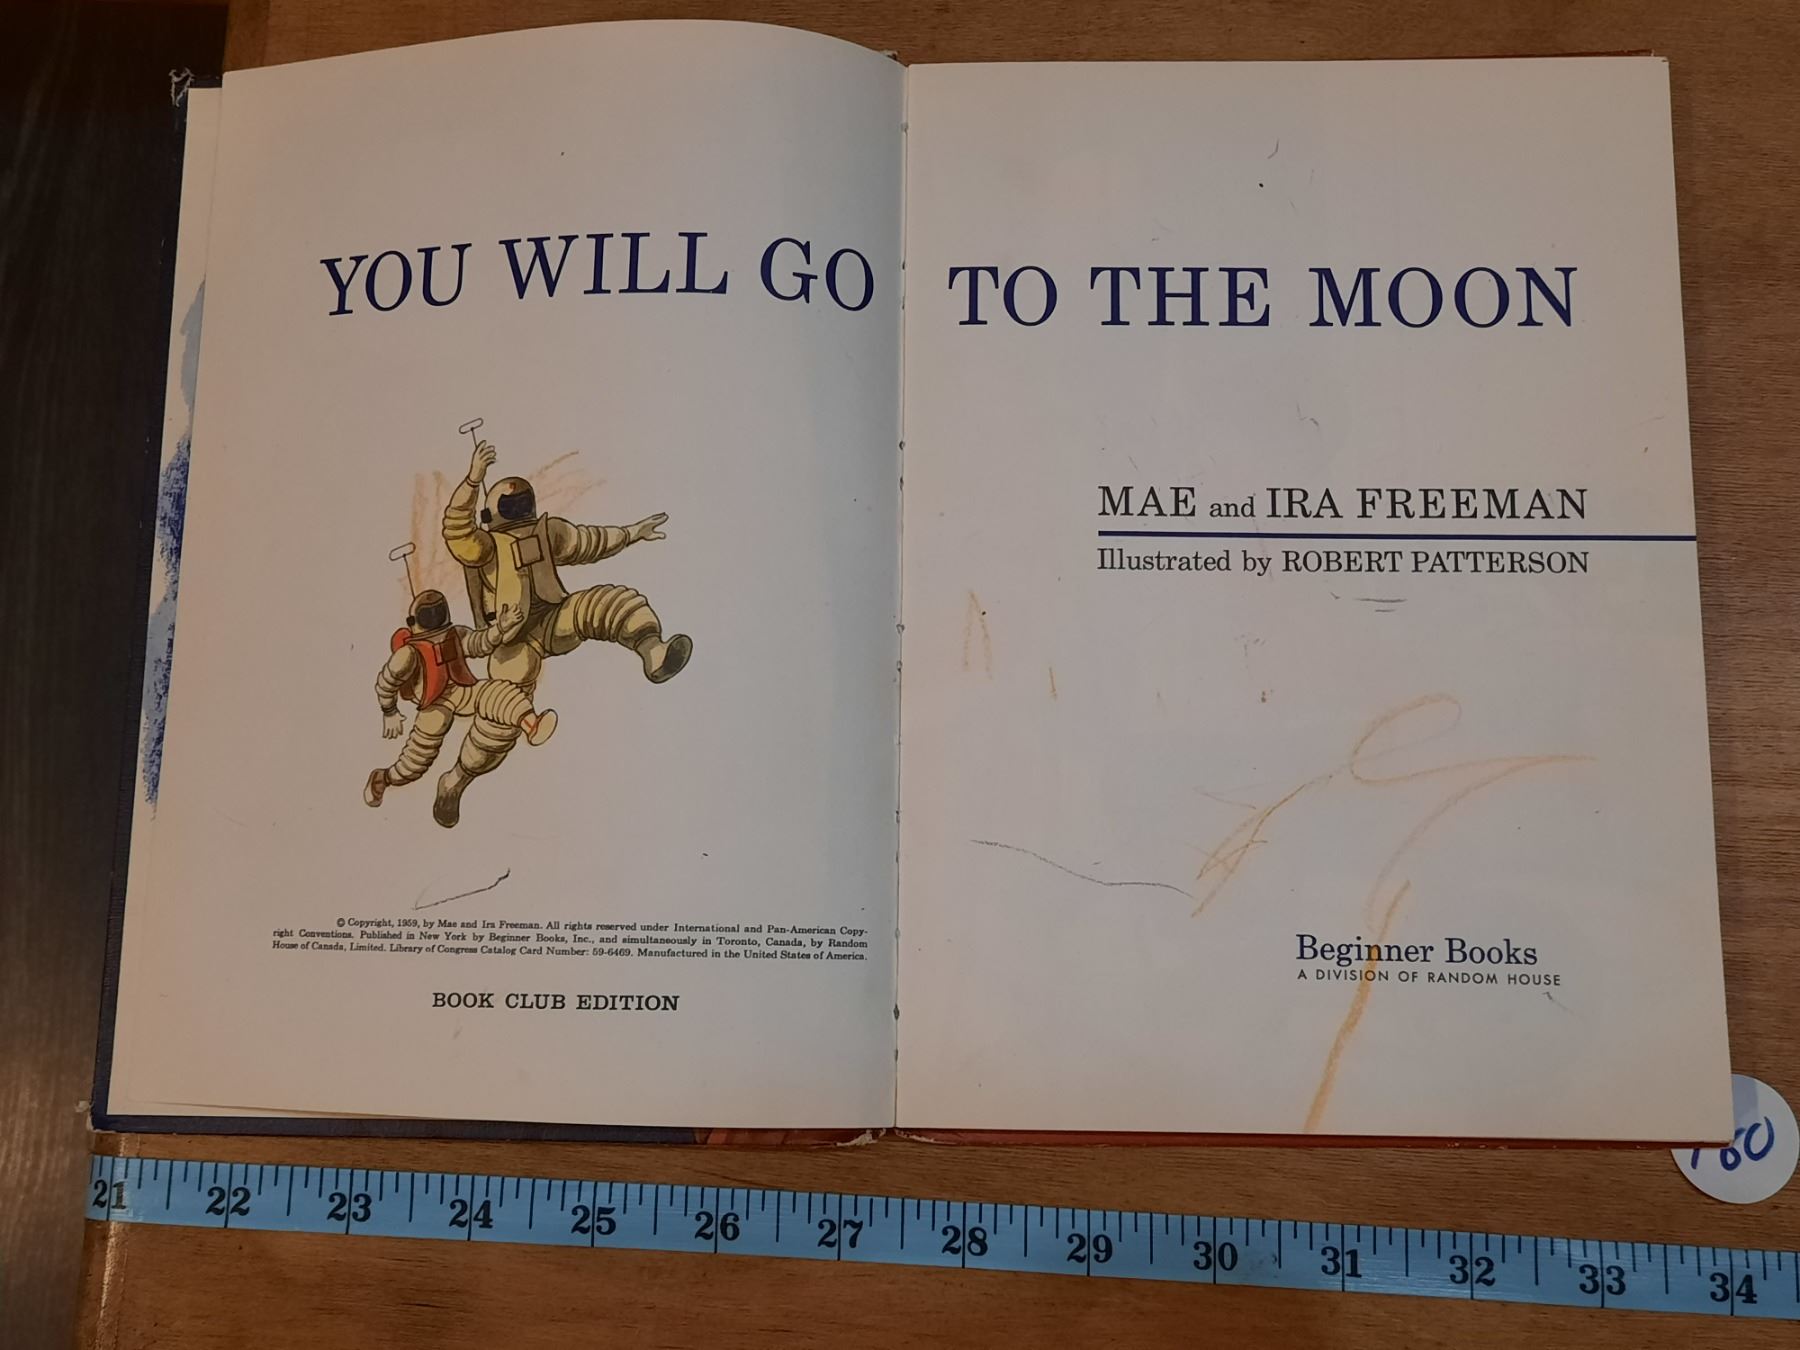 YOU WILL GO TO THE MOON
MAE and IRA FREEMAN
Illustrated by ROBERT PATTERSON
© Copyright, 1959, by Mae and Ira Freeman. All rights reserved under International and Pan-American Copy-
right Conventions. Published in New York by Beginner Books, Inc., and simultaneously in Toronto, Canada, by Random
House of Canada, Limited. Library of Congress Catalog Card Number: 59-6469. Manufactured in the United States of America.
BOOK CLUB EDITION
Beginner Books
A DIVISION OF RANDOM HOUSE
21 22 23 24 25 26 27 28 29 30 31 32 33 34